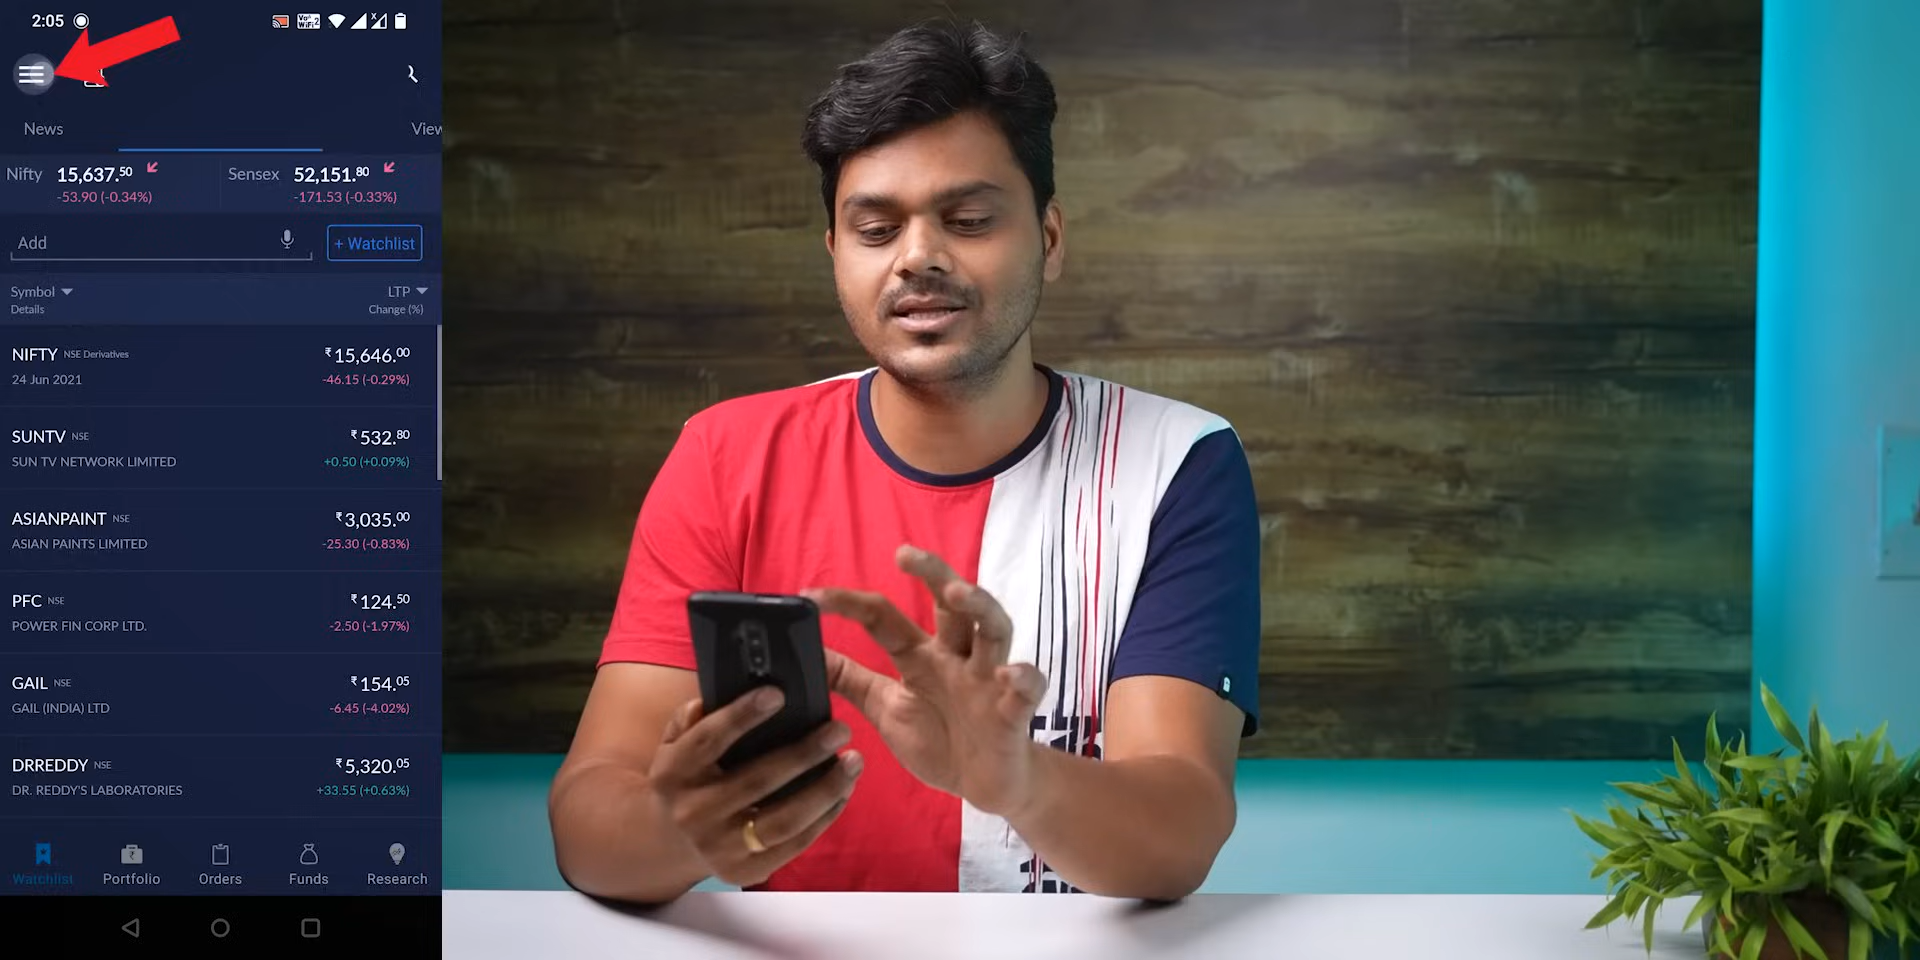 2:05
Vo
WiFi 2
X
News
View
Nifty 15,637.50
-53.90 (-0.34%)
Sensex 52,151.80
-171.53 (-0.33%)
Add
+ Watchlist
Symbol
Details
LTP
Change (%)
NIFTY NSE Derivatives
₹15,646.00
24 Jun 2021
-46.15 (-0.29%)
SUNTV NSE
₹532.80
SUN TV NETWORK LIMITED
+0.50 (+0.09%)
ASIANPAINT NSE
₹3,035.00
ASIAN PAINTS LIMITED
-25.30 (-0.83%)
PFC NSE
₹124.50
POWER FIN CORP LTD.
-2.50 (-1.97%)
GAIL NSE
₹154.05
GAIL (INDIA) LTD
-6.45 (-4.02%)
DRREDDY NSE
₹5,320.05
DR. REDDY'S LABORATORIES
+33.55 (+0.63%)
Watchlist
Portfolio
Orders
Funds
Research